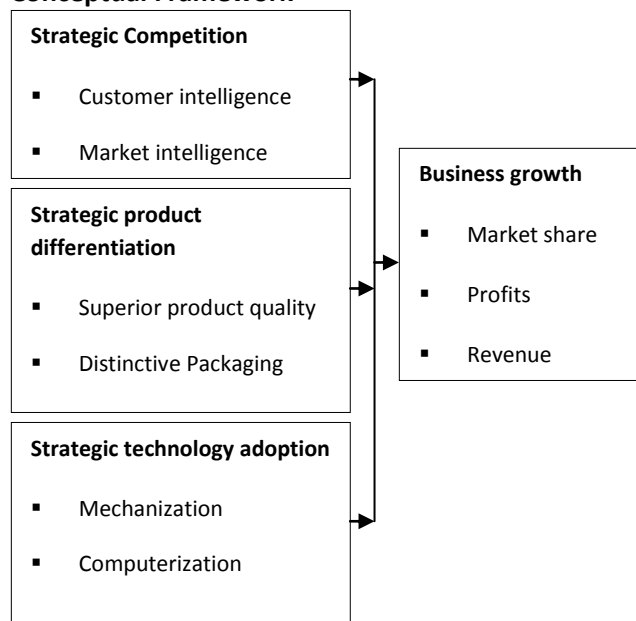 Conceptual Framework
Strategic Competition
▪ Customer intelligence
▪ Market intelligence
Strategic product
differentiation
▪ Superior product quality
▪ Distinctive Packaging
Strategic technology adoption
▪ Mechanization
▪ Computerization
Business growth
▪ Market share
▪ Profits
▪ Revenue